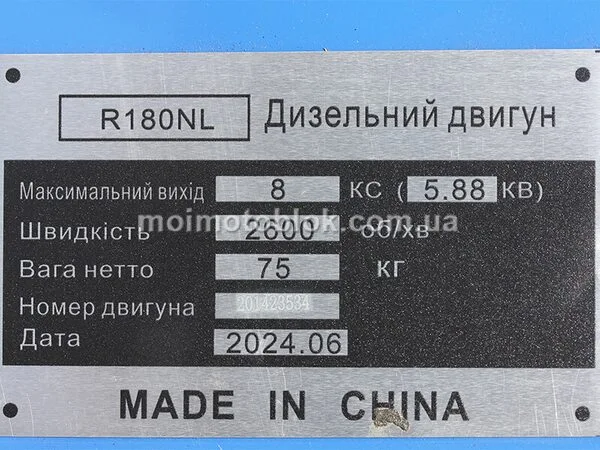 R180NL Дизельний двигун
Максимальний вихід 8 КС ( 5.88 КВ)
moimotoblok.com.ua
Швидкість 2600 об/хв
Вага нетто 75 кг
Номер двигуна 201423534
Дата 2024.06
MADE IN CHINA